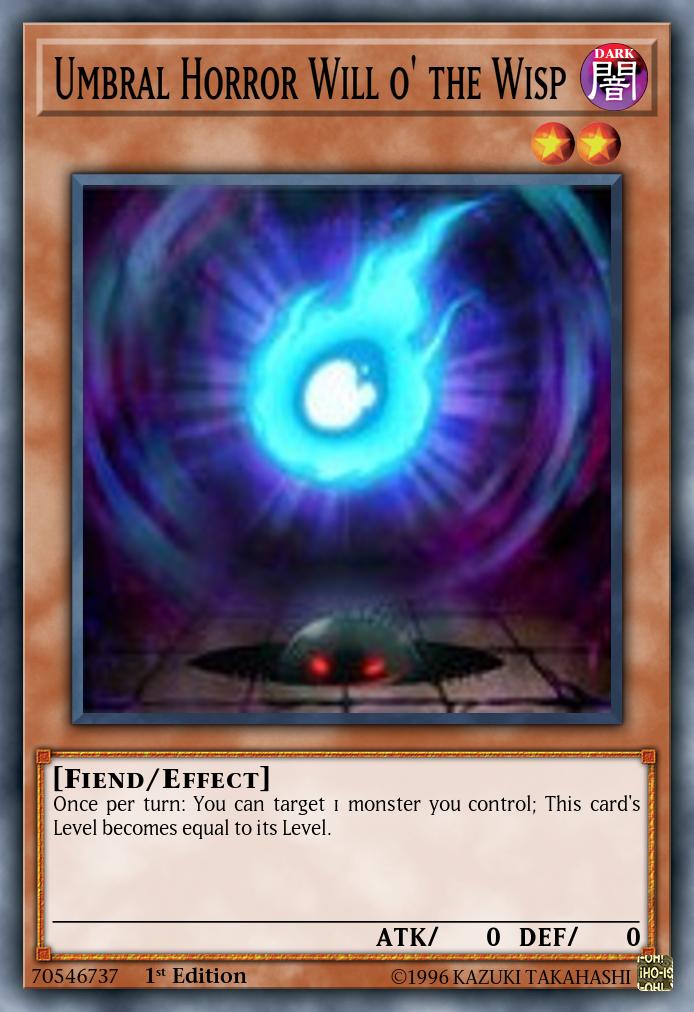 Umbral Horror Will o' the Wisp
DARK
闇
[Fiend/Effect]
Once per turn: You can target 1 monster you control; This card's
Level becomes equal to its Level.
ATK/ 0 DEF/ 0
70546737 1st Edition ©1996 KAZUKI TAKAHASHI